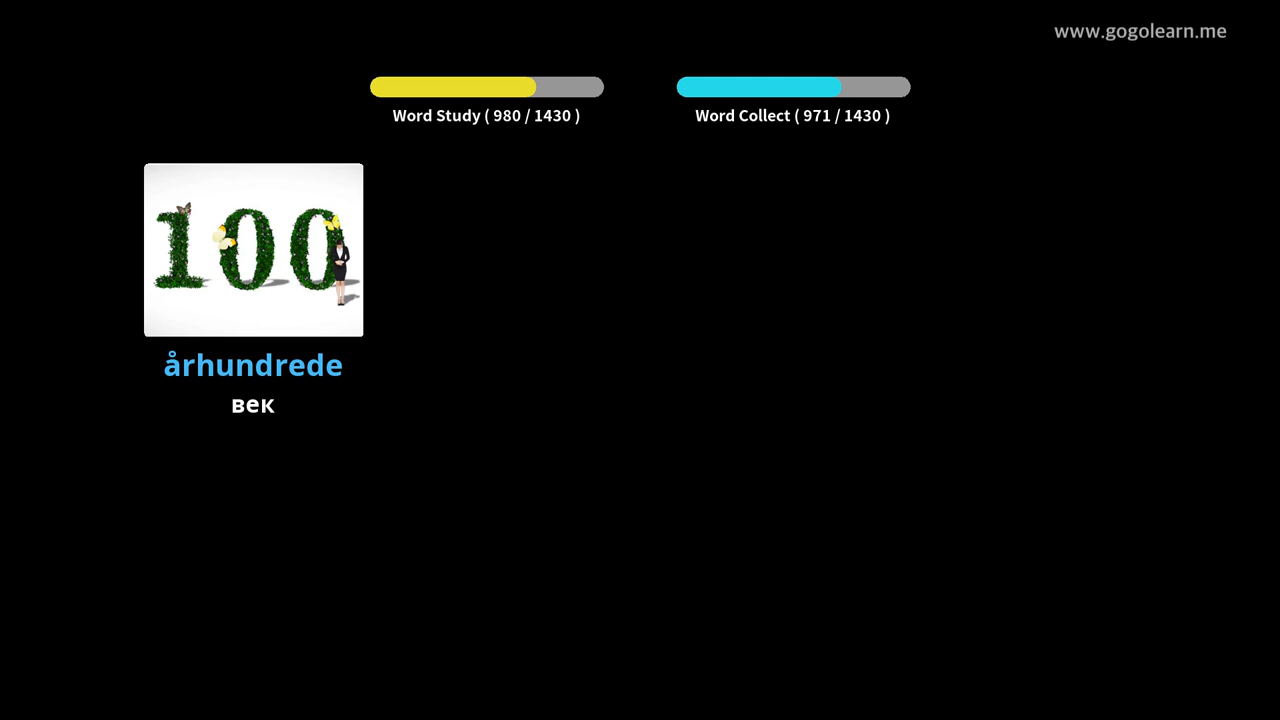 www.gogolearn.me
Word Study ( 980 / 1430 )
Word Collect ( 971 / 1430 )
100
århundrede
век